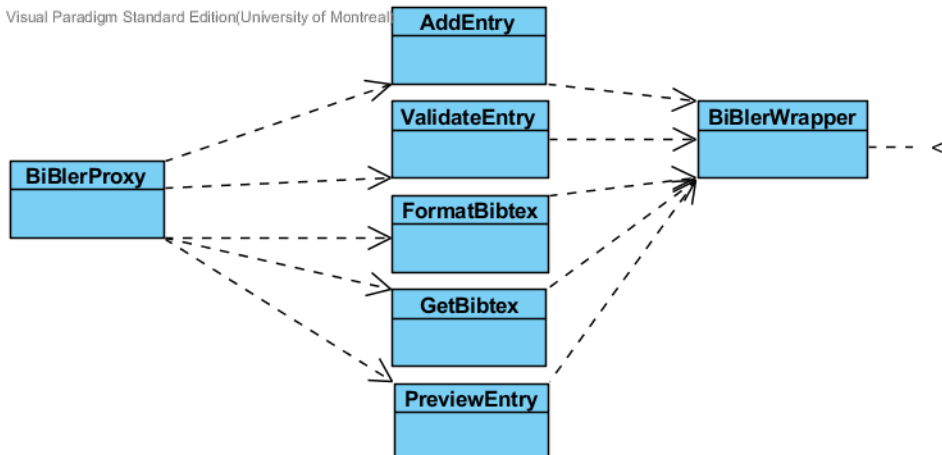 Visual Paradigm Standard Edition(University of Montreal)
AddEntry
ValidateEntry
BiBlerWrapper
BiBlerProxy
FormatBibtex
GetBibtex
PreviewEntry